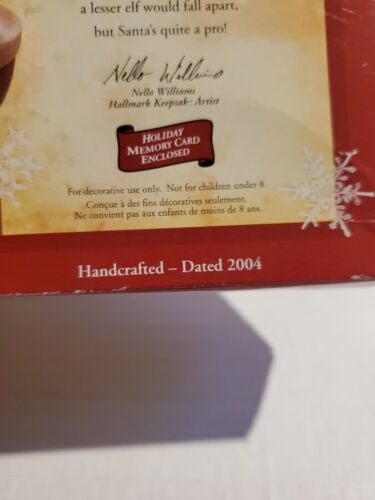 a lesser elf would fall apart,
but Santa's quite a pro!
Nello Williams
Nello Williams
Hallmark Keepsake Artist
HOLIDAY
MEMORY CARD
ENCLOSED
For decorative use only. Not for children under 8.
Conçue à des fins décoratives seulement.
Ne convient pas aux enfants de moins de 8 ans.
Handcrafted – Dated 2004